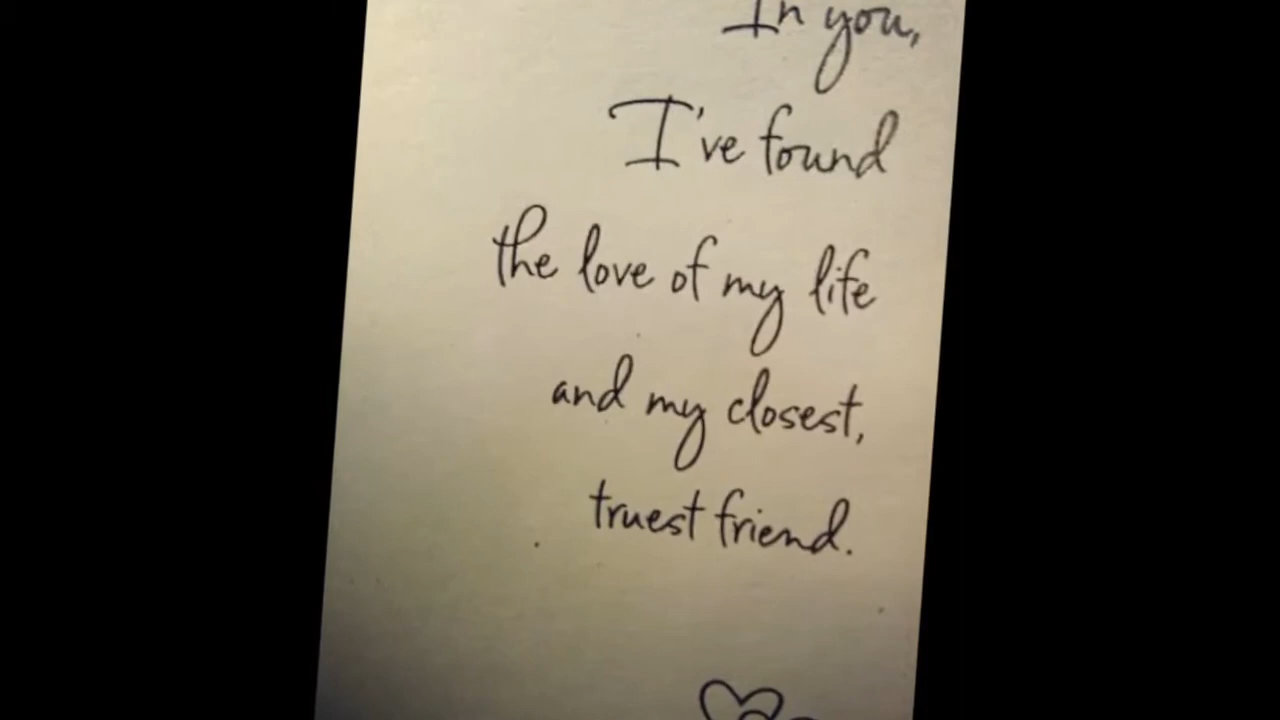 In you,
I've found
the love of my life
and my closest,
truest friend.